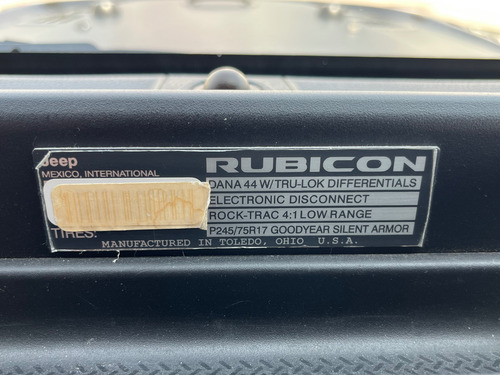 Jeep
MEXICO, INTERNATIONAL
TIRES:
RUBICON
DANA 44 W/TRU-LOK DIFFERENTIALS
ELECTRONIC DISCONNECT
ROCK-TRAC 4:1 LOW RANGE
P245/75R17 GOODYEAR SILENT ARMOR
MANUFACTURED IN TOLEDO, OHIO U.S.A.